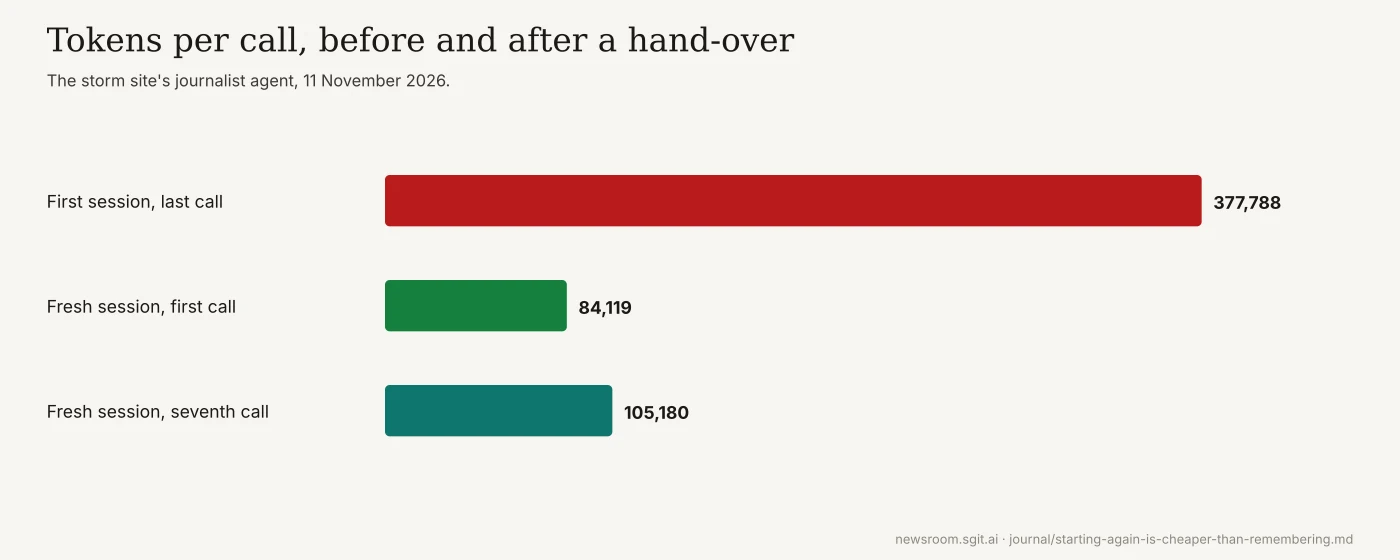 Tokens per call, before and after a hand-over
The storm site's journalist agent, 11 November 2026.
First session, last call
377,788
Fresh session, first call
84,119
Fresh session, seventh call
105,180
newsroom.sgit.ai · journal/starting-again-is-cheaper-than-remembering.md